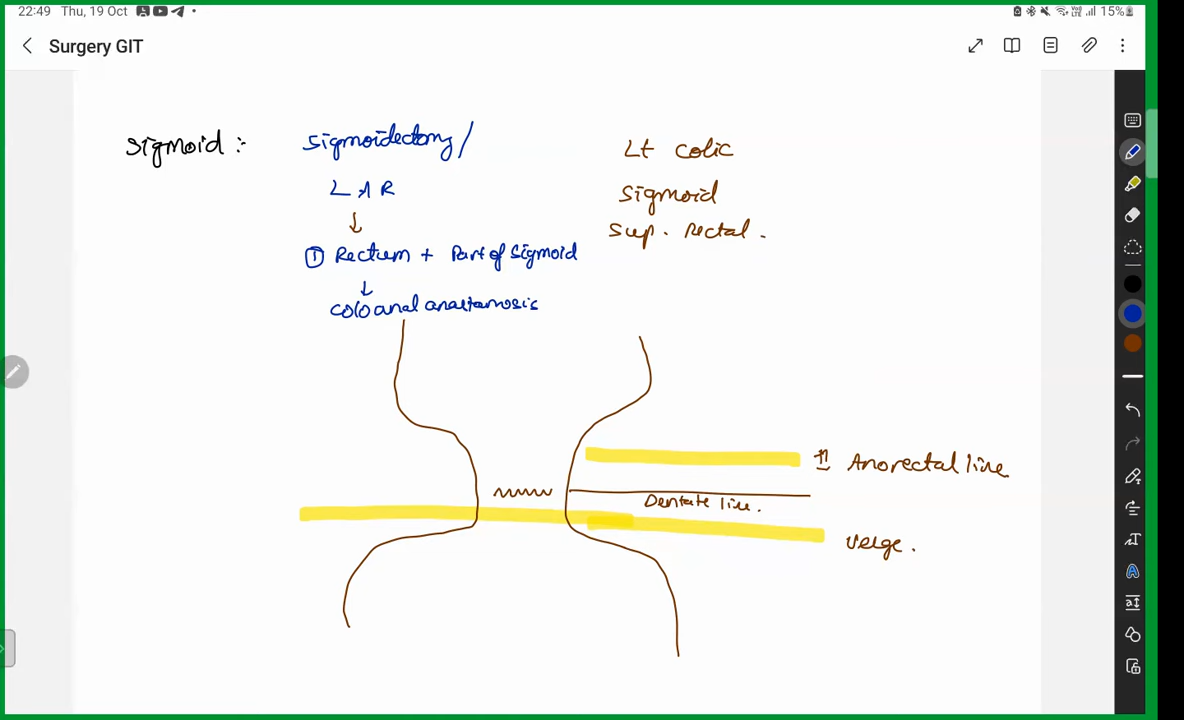 22:49 Thu, 19 Oct
15%
Surgery GIT
Sigmoid :-
Sigmoidectomy/
LAR
↓
① Rectum + Part of Sigmoid
↓
coloanal anastamosis
Lt colic
Sigmoid
Sup. Rectal.
Anorectal line
Dentate line.
Verge.